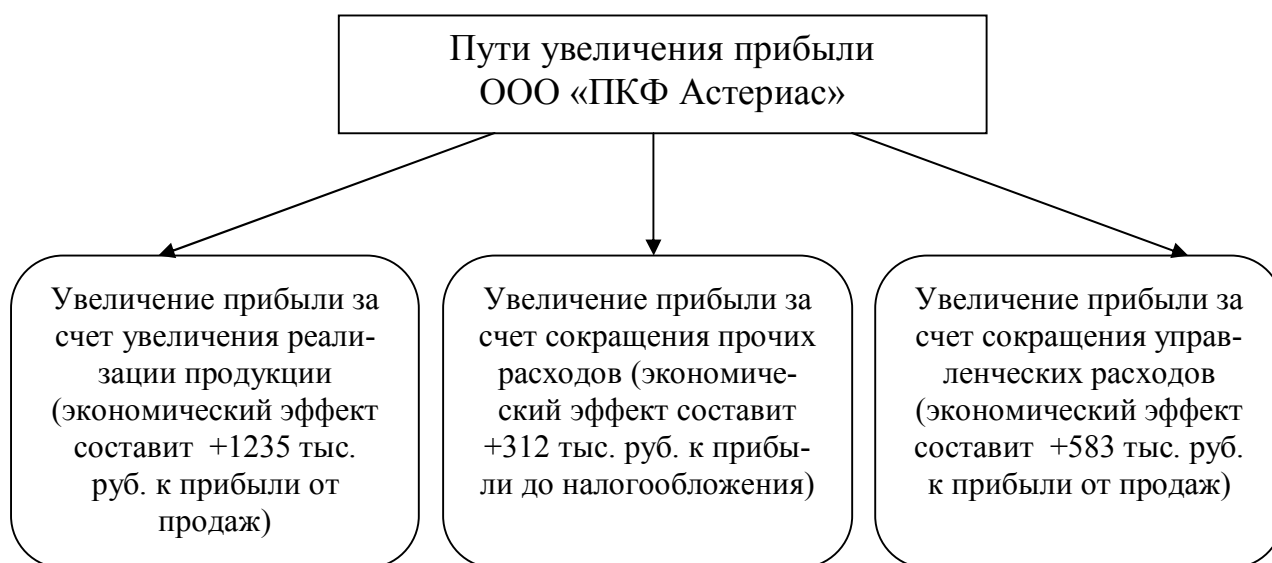 Пути увеличения прибыли
ООО «ПКФ Астериас»
Увеличение прибыли за
счет увеличения реали-
зации продукции
(экономический эффект
составит +1235 тыс.
руб. к прибыли от
продаж)
Увеличение прибыли за
счет сокращения прочих
расходов (экономиче-
ский эффект составит
+312 тыс. руб. к прибы-
ли до налогообложения)
Увеличение прибыли за
счет сокращения управ-
ленческих расходов
(экономический эффект
составит +583 тыс. руб.
к прибыли от продаж)